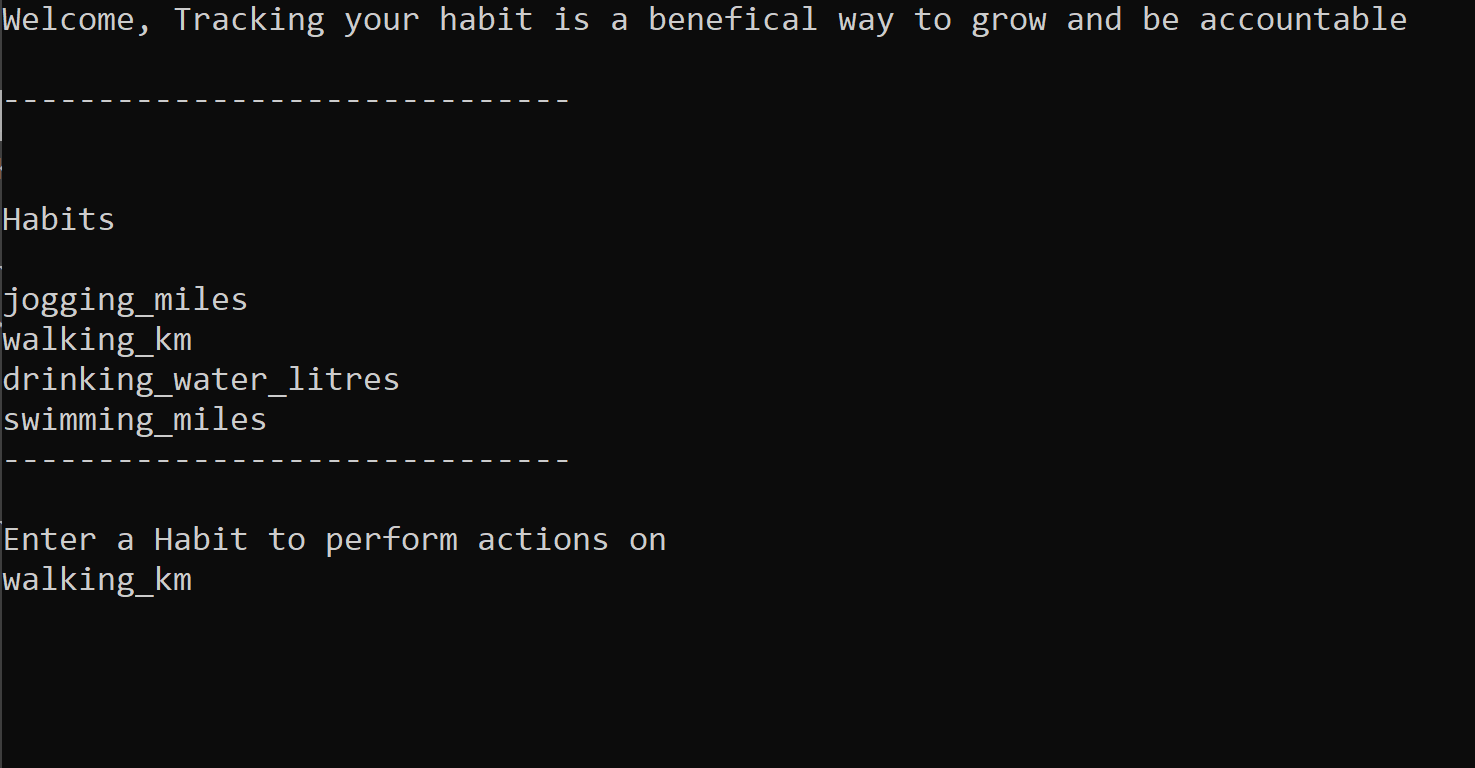 Welcome, Tracking your habit is a benefical way to grow and be accountable
------------------------------
Habits
jogging_miles
walking_km
drinking_water_litres
swimming_miles
------------------------------
Enter a Habit to perform actions on
walking_km